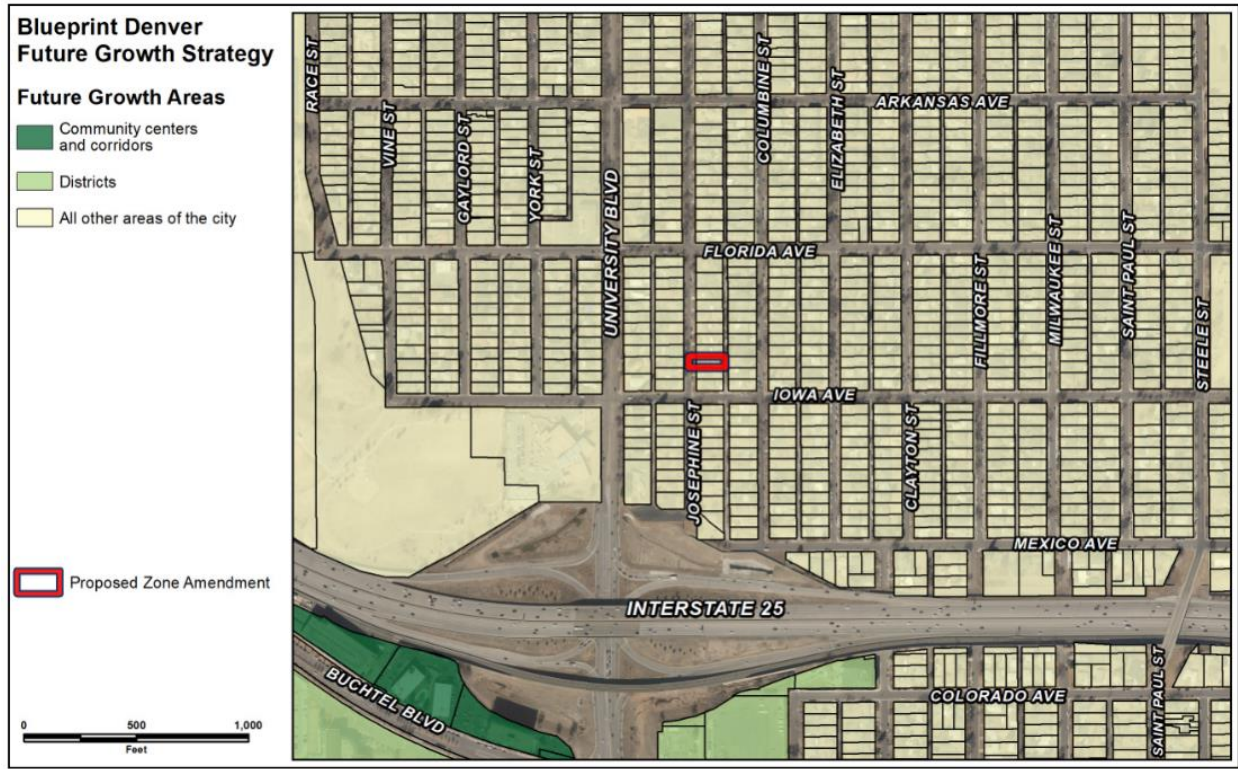 Blueprint Denver
Future Growth Strategy
Future Growth Areas
Community centers
and corridors
Districts
All other areas of the city
Proposed Zone Amendment
0 500 1,000
Feet
RACE ST
VINE ST
GAYLORD ST
YORK ST
UNIVERSITY BLVD
COLUMBINE ST
ELIZABETH ST
ARKANSAS AVE
FLORIDA AVE
FILLMORE ST
MILWAUKEE ST
SAINT PAUL ST
STEELE ST
IOWA AVE
JOSEPHINE ST
CLAYTON ST
MEXICO AVE
INTERSTATE 25
BUCHTEL BLVD
COLORADO AVE
SAINT PAUL ST